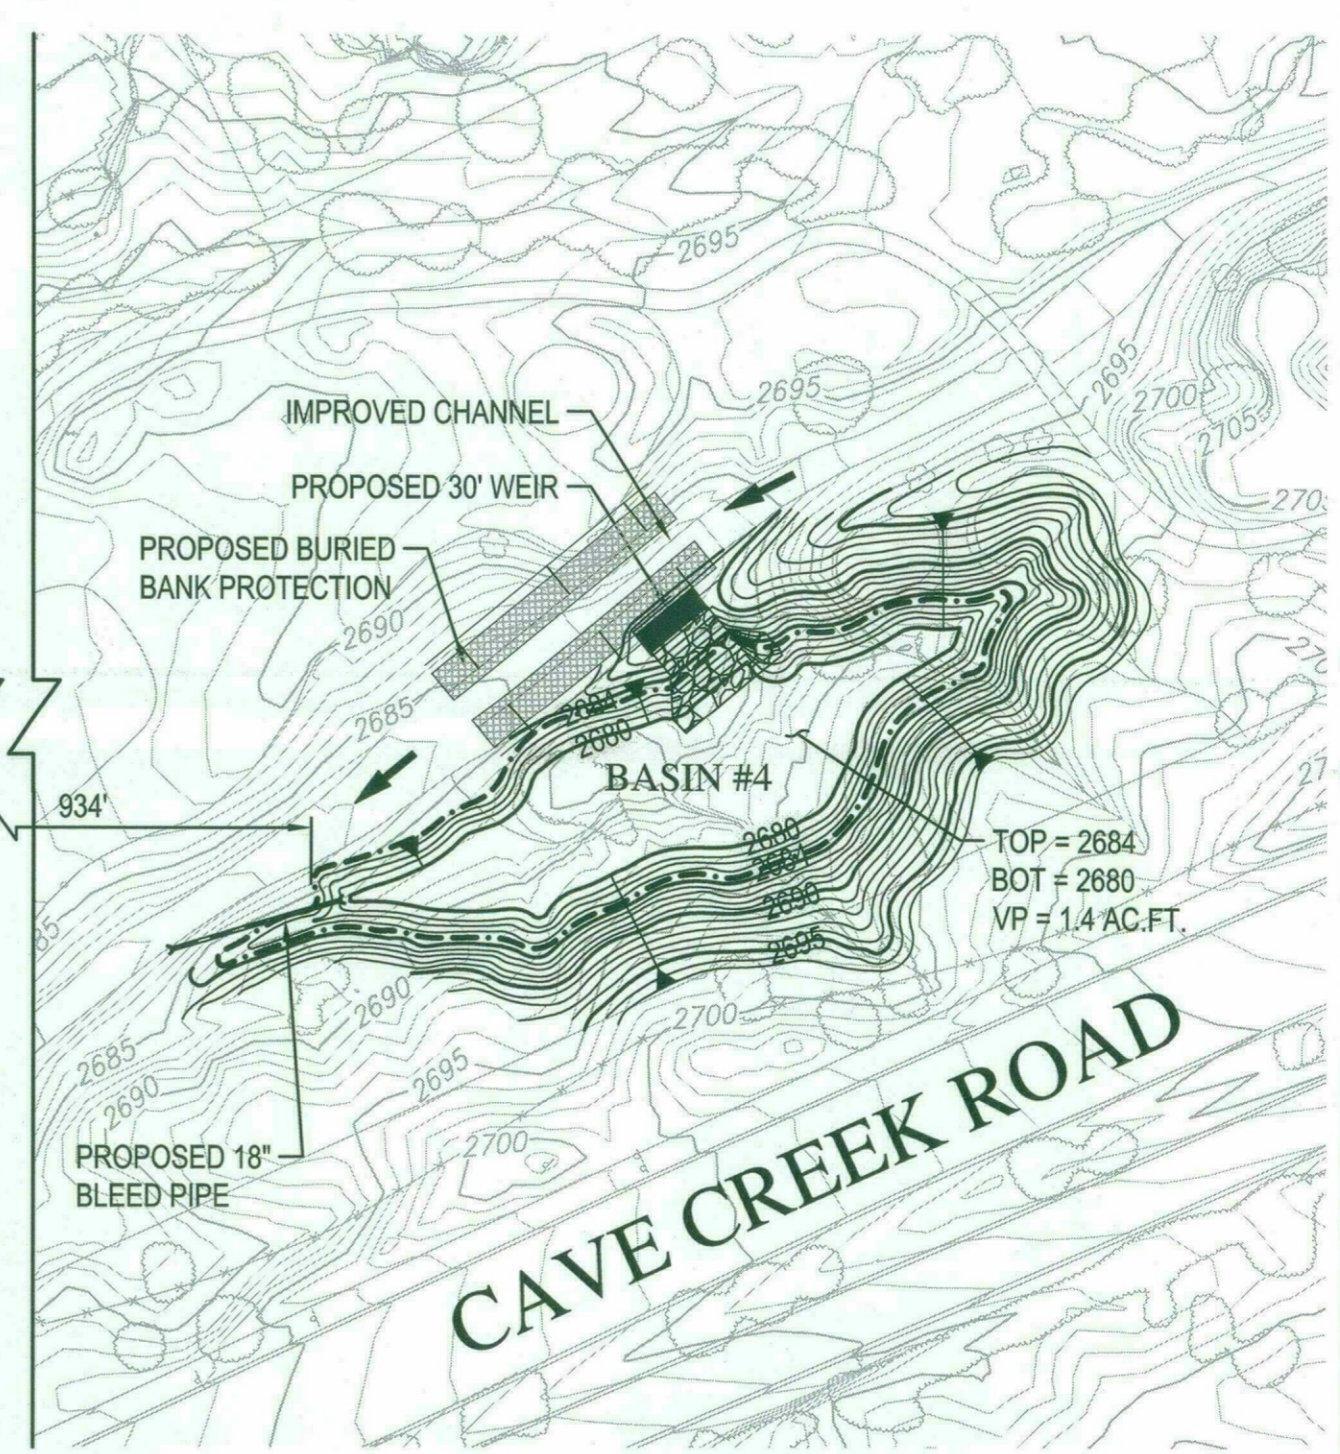 2695
2695
2695
2700
2705
270
IMPROVED CHANNEL
PROPOSED 30' WEIR
PROPOSED BURIED
BANK PROTECTION
2690
2685
2684
2680
BASIN #4
934'
2680
2684
2690
2695
TOP = 2684
BOT = 2680
VP = 1.4 AC.FT.
27
85
2690
2700
2685
2690
2695
2700
PROPOSED 18"
BLEED PIPE
CAVE CREEK ROAD